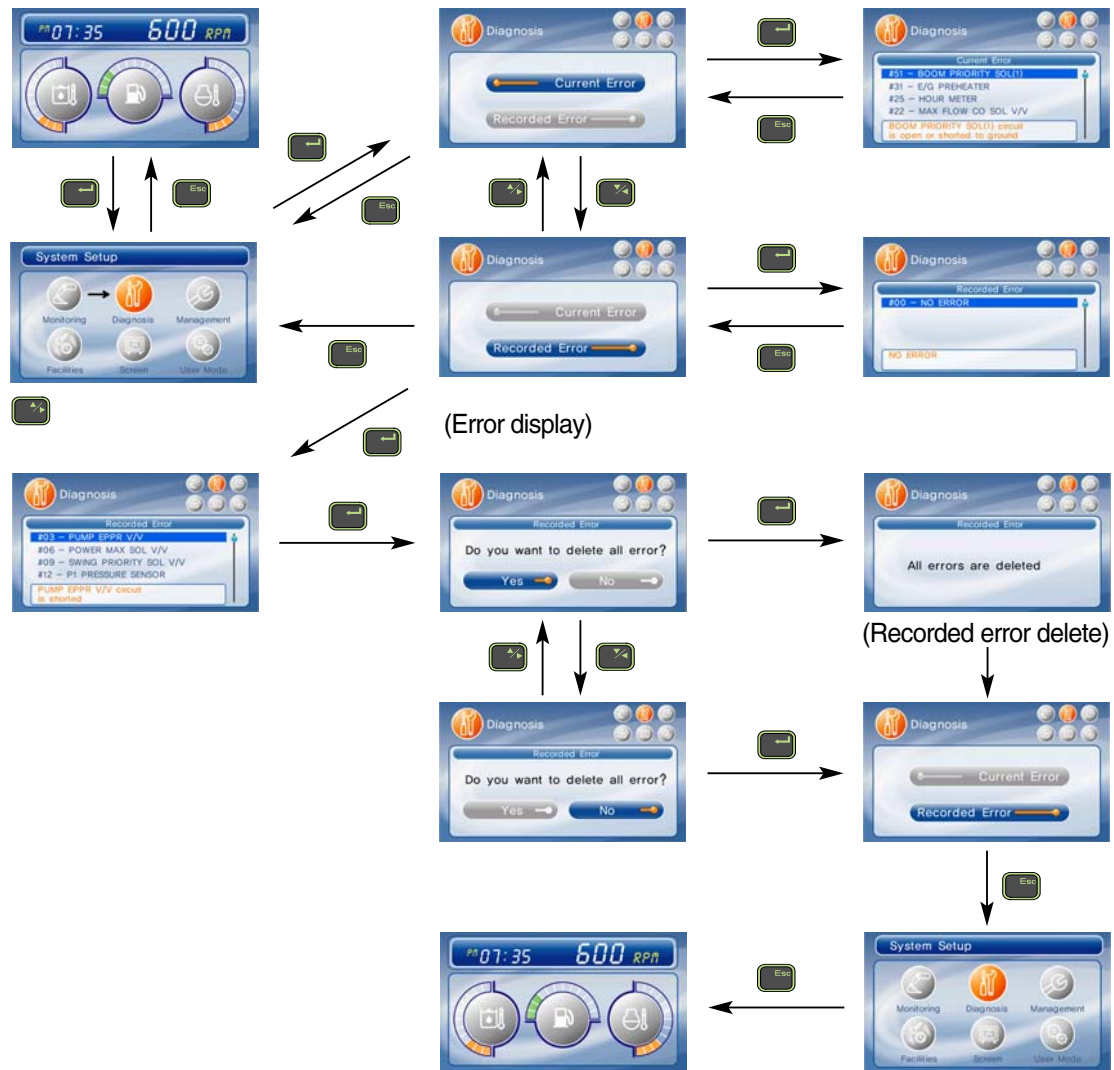 PM 07:35 600 RPM
Esc
System Setup
Monitoring Diagnosis Management
Facilities Screen User Mode
Esc
Diagnosis
Current Error
Recorded Error
Esc
Diagnosis
Current Error
#51 - BOOM PRIORITY SOL(1)
#31 - E/G PREHEATER
#25 - HOUR METER
#22 - MAX FLOW CO SOL V/V
BOOM PRIORITY SOL(1) circuit
is open or shorted to ground
Esc
Diagnosis
Current Error
Recorded Error
Esc
Diagnosis
Recorded Error
#00 - NO ERROR
NO ERROR
Esc
(Error display)
Diagnosis
Recorded Error
#03 - PUMP EPPR V/V
#06 - POWER MAX SOL V/V
#09 - SWING PRIORITY SOL V/V
#12 - P1 PRESSURE SENSOR
PUMP EPPR V/V circuit
is shorted
Diagnosis
Recorded Error
Do you want to delete all error?
Yes No
Diagnosis
Recorded Error
All errors are deleted
(Recorded error delete)
Diagnosis
Recorded Error
Do you want to delete all error?
Yes No
Diagnosis
Current Error
Recorded Error
Esc
System Setup
Monitoring Diagnosis Management
Facilities Screen User Mode
Esc
PM 07:35 600 RPM